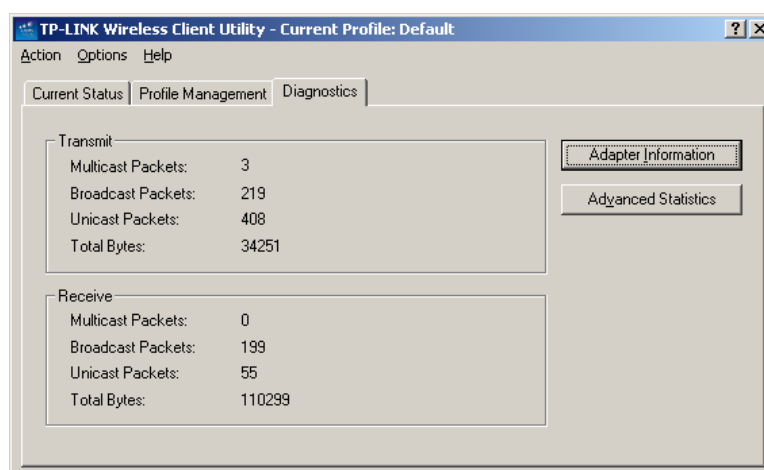 TP-LINK Wireless Client Utility - Current Profile: Default
Action Options Help
Current Status Profile Management Diagnostics
Transmit
Multicast Packets: 3
Broadcast Packets: 219
Unicast Packets: 408
Total Bytes: 34251
Adapter Information
Advanced Statistics
Receive
Multicast Packets: 0
Broadcast Packets: 199
Unicast Packets: 55
Total Bytes: 110299